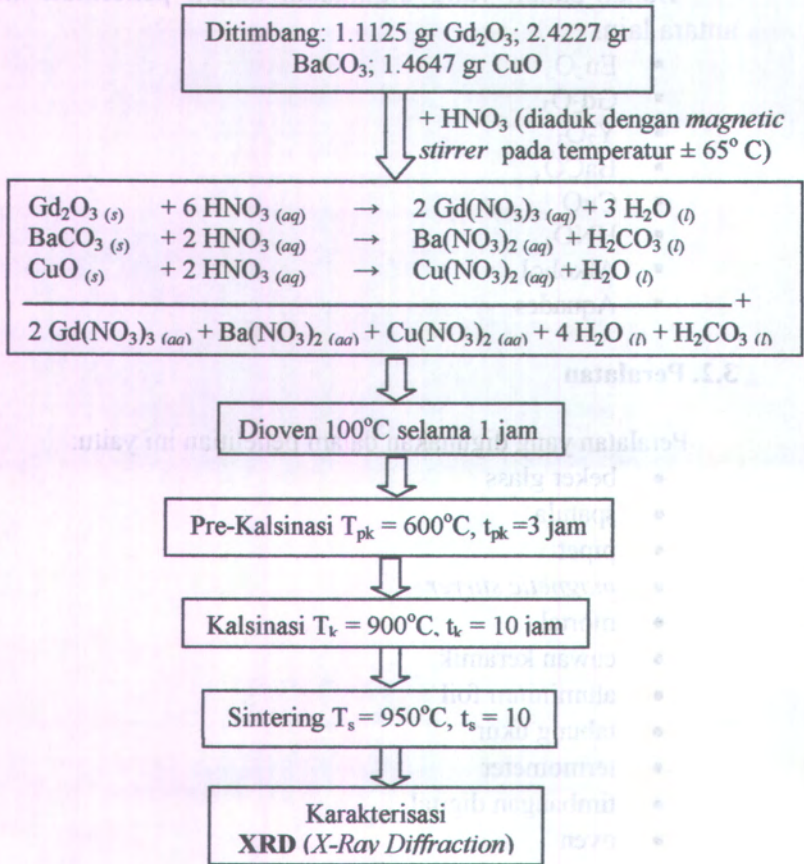 Ditimbang: 1.1125 gr Gd₂O₃; 2.4227 gr
BaCO₃; 1.4647 gr CuO
+ HNO₃ (diaduk dengan magnetic
stirrer pada temperatur ± 65° C)
Gd₂O₃ (s) + 6 HNO₃ (aq) → 2 Gd(NO₃)₃ (aq) + 3 H₂O (l)
BaCO₃ (s) + 2 HNO₃ (aq) → Ba(NO₃)₂ (aq) + H₂CO₃ (l)
CuO (s) + 2 HNO₃ (aq) → Cu(NO₃)₂ (aq) + H₂O (l)
+
2 Gd(NO₃)₃ (aq) + Ba(NO₃)₂ (aq) + Cu(NO₃)₂ (aq) + 4 H₂O (l) + H₂CO₃ (l)
Dioven 100°C selama 1 jam
Pre-Kalsinasi Tpk = 600°C, tpk =3 jam
Kalsinasi Tk = 900°C, tk = 10 jam
Sintering Ts = 950°C, ts = 10
Karakterisasi
XRD (X-Ray Diffraction)
3.2. Peralatan
Peralatan yang digunakan dalam penelitian ini yaitu:
• beker glass
• spatula
• pipet
• magnetic stirrer
• cawan keramik
• aluminium foil
• tabung ukur
• termometer
• timbangan digital
• oven